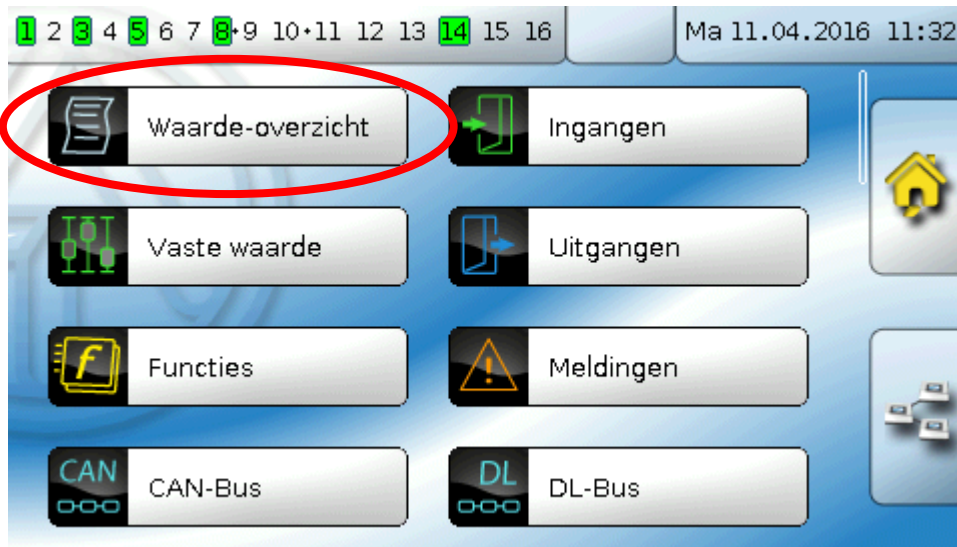 1 2 3 4 5 6 7 8·9 10·11 12 13 14 15 16 Ma 11.04.2016 11:32
Waarde-overzicht Ingangen
Vaste waarde Uitgangen
f Functies Meldingen
CAN CAN-Bus DL DL-Bus